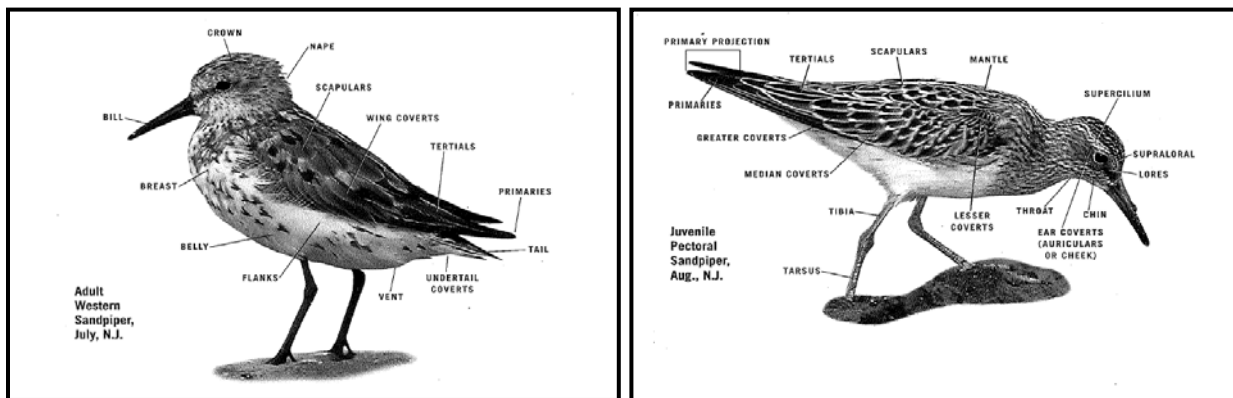 CROWN
NAPE
SCAPULARS
BILL
WING COVERTS
TERTIALS
BREAST
PRIMARIES
BELLY
TAIL
FLANKS
UNDERTAIL
COVERTS
VENT
Adult
Western
Sandpiper,
July, N.J.
PRIMARY PROJECTION
TERTIALS
SCAPULARS
MANTLE
PRIMARIES
SUPERCILIUM
GREATER COVERTS
SUPRALORAL
LORES
MEDIAN COVERTS
TIBIA
LESSER
COVERTS
THROAT
CHIN
EAR COVERTS
(AURICULARS
OR CHEEK)
TARSUS
Juvenile
Pectoral
Sandpiper,
Aug., N.J.